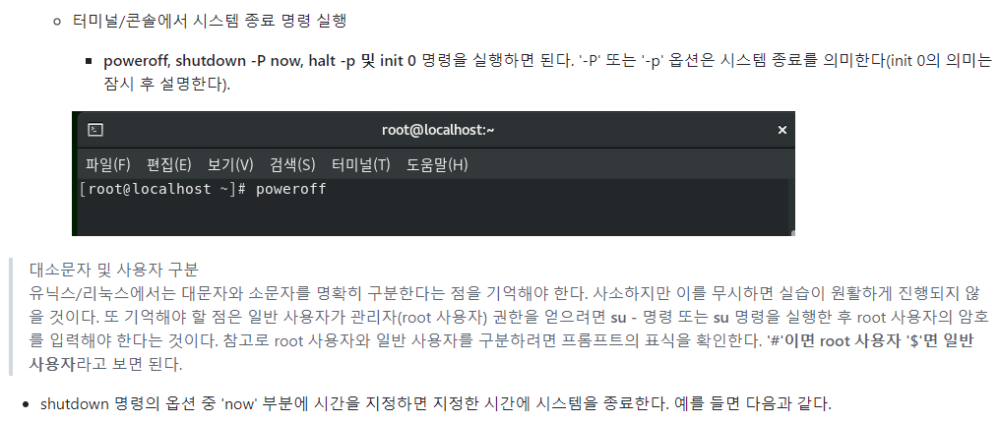 터미널/콘솔에서 시스템 종료 명령 실행
poweroff, shutdown -P now, halt -p 및 init 0 명령을 실행하면 된다. '-P' 또는 '-p' 옵션은 시스템 종료를 의미한다(init 0의 의미는
잠시 후 설명한다).
root@localhost:~
파일(F) 편집(E) 보기(V) 검색(S) 터미널(T) 도움말(H)
[root@localhost ~]# poweroff
대소문자 및 사용자 구분
유닉스/리눅스에서는 대문자와 소문자를 명확히 구분한다는 점을 기억해야 한다. 사소하지만 이를 무시하면 실습이 원활하게 진행되지 않
을 것이다. 또 기억해야 할 점은 일반 사용자가 관리자(root 사용자) 권한을 얻으려면 su - 명령 또는 su 명령을 실행한 후 root 사용자의 암호
를 입력해야 한다는 것이다. 참고로 root 사용자와 일반 사용자를 구분하려면 프롬프트의 표식을 확인한다. '#'이면 root 사용자 '$'면 일반
사용자라고 보면 된다.
shutdown 명령의 옵션 중 'now' 부분에 시간을 지정하면 지정한 시간에 시스템을 종료한다. 예를 들면 다음과 같다.